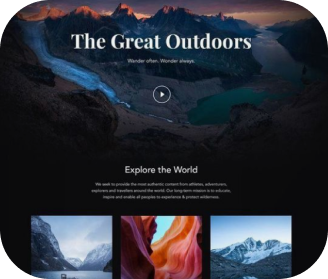 The Great Outdoors
Wander often. Wonder always.
Explore the World
We seek to provide the most authentic content from athletes, adventurers,
explorers and travellers around the world. Our long-term mission is to educate,
inspire and enable all peoples to experience & protect wilderness.